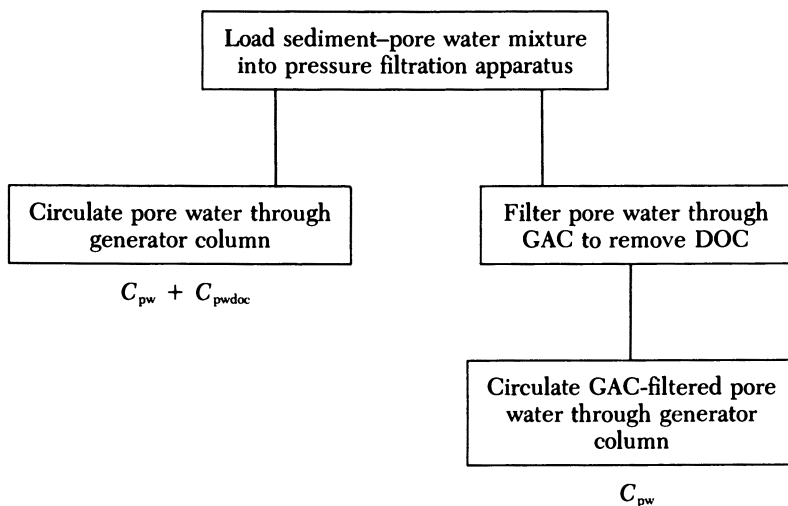 Load sediment–pore water mixture
into pressure filtration apparatus
Circulate pore water through
generator column
C_pw + C_pwdoc
Filter pore water through
GAC to remove DOC
Circulate GAC-filtered pore
water through generator
column
C_pw